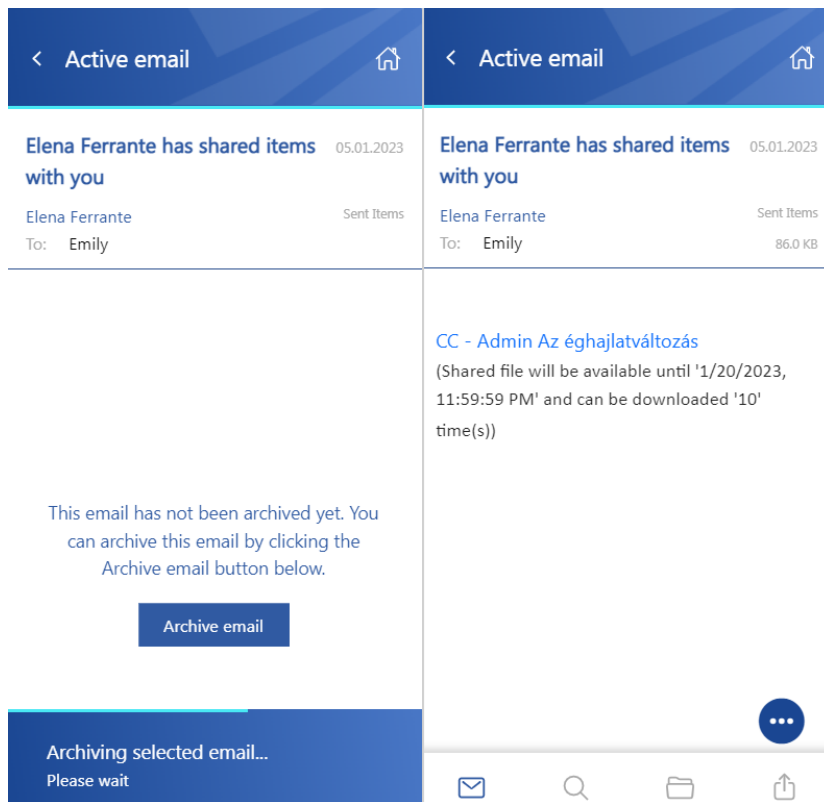 Active email
Elena Ferrante has shared items
05.01.2023
with you
Elena Ferrante
Sent Items
To: Emily
This email has not been archived yet. You
can archive this email by clicking the
Archive email button below.
Archive email
Archiving selected email...
Please wait
Active email
Elena Ferrante has shared items
05.01.2023
with you
Elena Ferrante
Sent Items
To: Emily
86.0 KB
CC - Admin Az éghajlatváltozás
(Shared file will be available until '1/20/2023,
11:59:59 PM' and can be downloaded '10'
time(s))